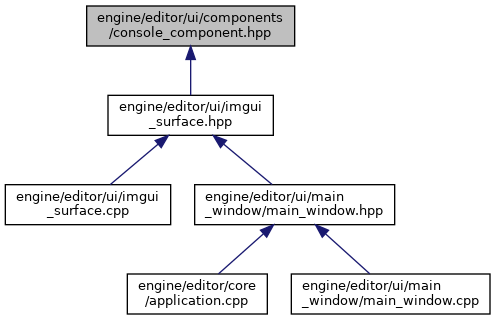 engine/editor/ui/components
/console_component.hpp
engine/editor/ui/imgui
_surface.hpp
engine/editor/ui/imgui
_surface.cpp
engine/editor/ui/main
_window/main_window.hpp
engine/editor/core
/application.cpp
engine/editor/ui/main
_window/main_window.cpp